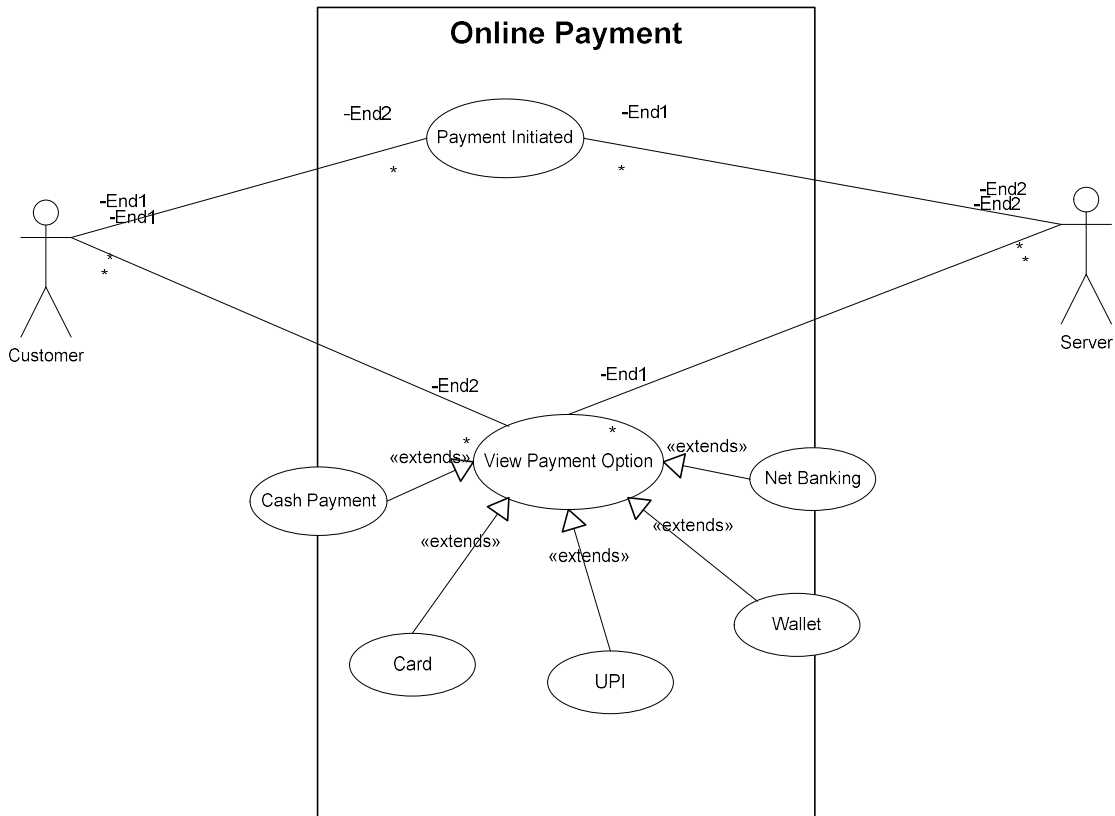 Online Payment
-End2
-End1
Payment Initiated
*
*
-End1
-End1
-End2
-End2
*
*
*
*
Customer
Server
-End2
-End1
*
*
«extends»
«extends»
View Payment Option
Net Banking
Cash Payment
«extends»
«extends»
«extends»
Wallet
Card
UPI